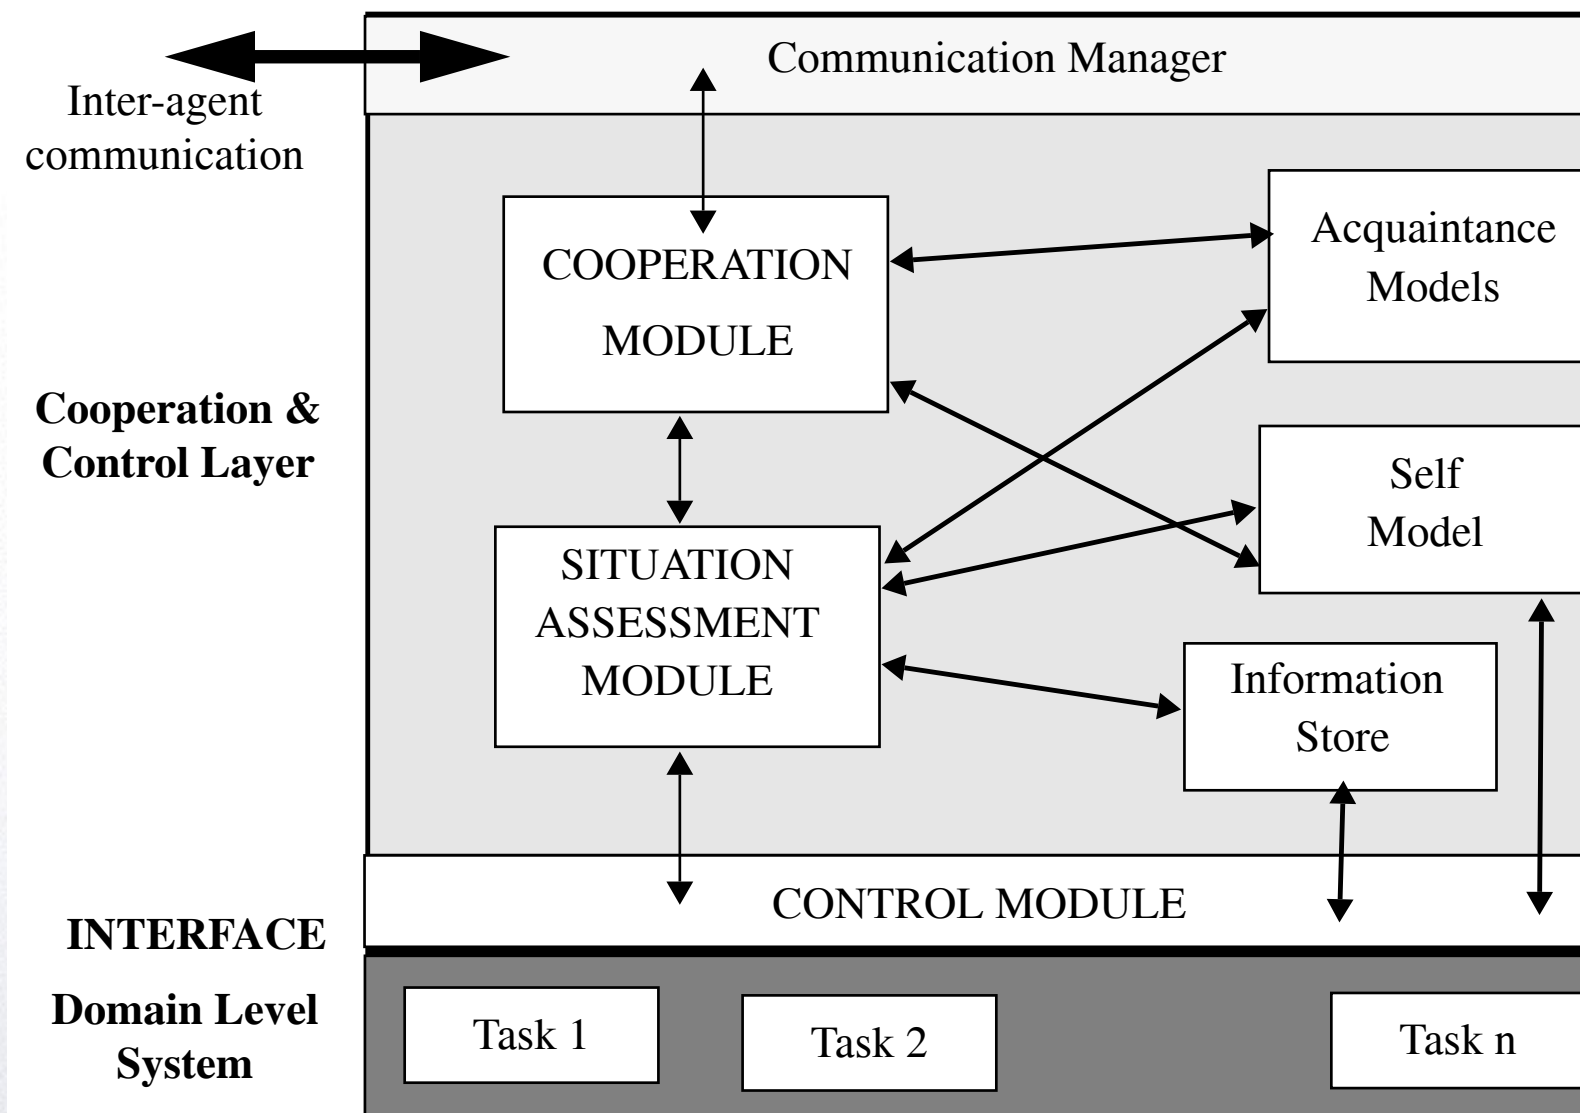 Communication Manager
Inter-agent
communication
COOPERATION
MODULE
Acquaintance
Models
Cooperation &
Control Layer
Self
Model
SITUATION
ASSESSMENT
MODULE
Information
Store
CONTROL MODULE
INTERFACE
Domain Level
System
Task 1
Task 2
Task n